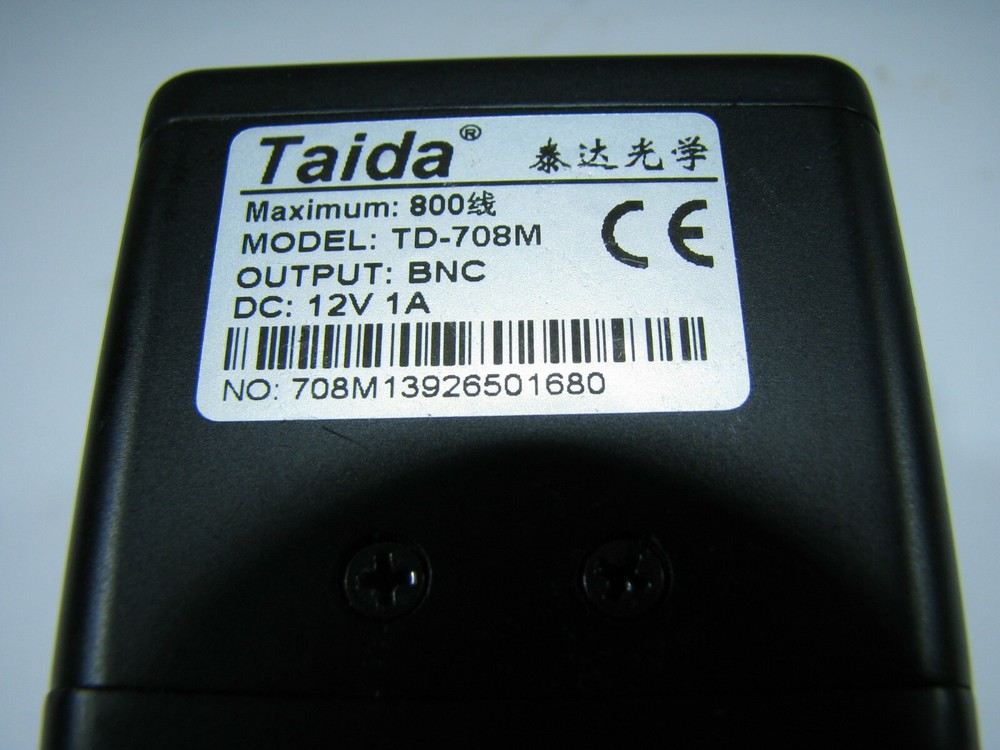 Taida® 泰达光学
Maximum: 800线
MODEL: TD-708M
CE
OUTPUT: BNC
DC: 12V 1A
NO: 708M13926501680